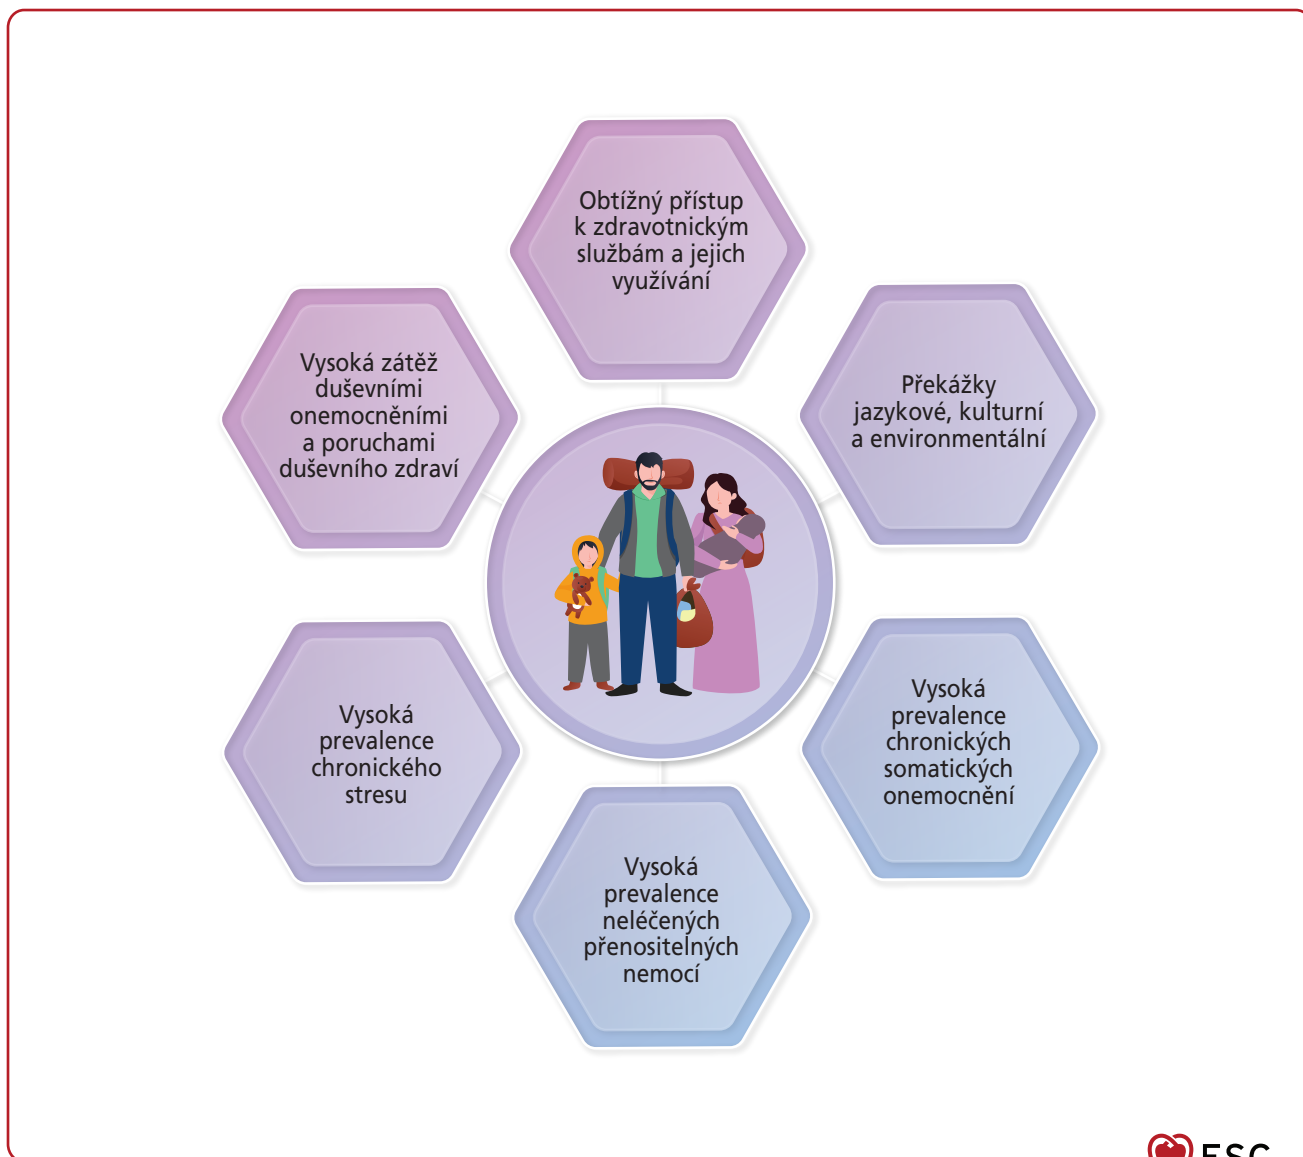 Obtížný přístup
k zdravotnickým
službám a jejich
využívání
Vysoká zátěž
duševními
onemocněními
a poruchami
duševního zdraví
Překážky
jazykové, kulturní
a environmentální
Vysoká
prevalence
chronického
stresu
Vysoká
prevalence
chronických
somatických
onemocnění
Vysoká
prevalence
neléčených
přenositelných
nemocí
ESC